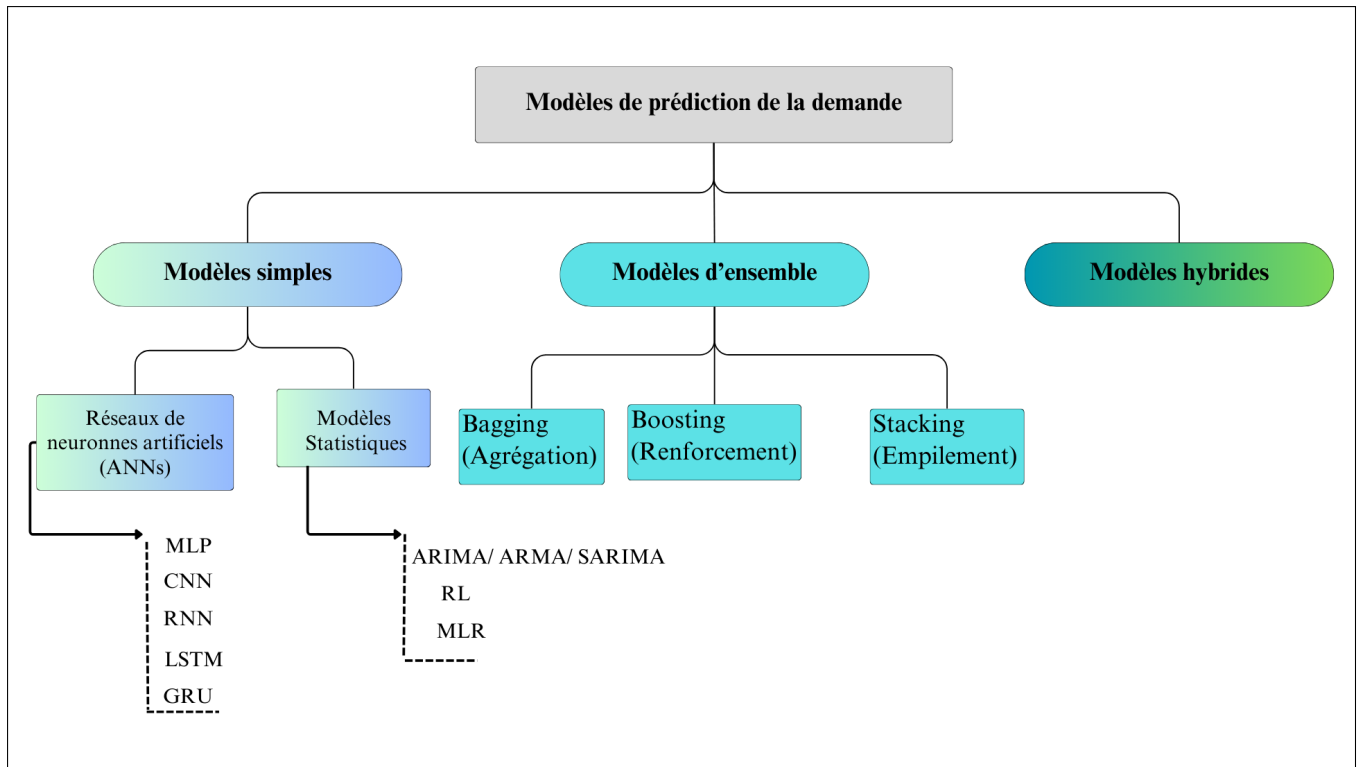 Modèles de prédiction de la demande
Modèles simples
Modèles d'ensemble
Modèles hybrides
Réseaux de
neuronnes artificiels
(ANNs)
Modèles
Statistiques
Bagging
(Agrégation)
Boosting
(Renforcement)
Stacking
(Empilement)
MLP
CNN
RNN
LSTM
GRU
ARIMA/ ARMA/ SARIMA
RL
MLR